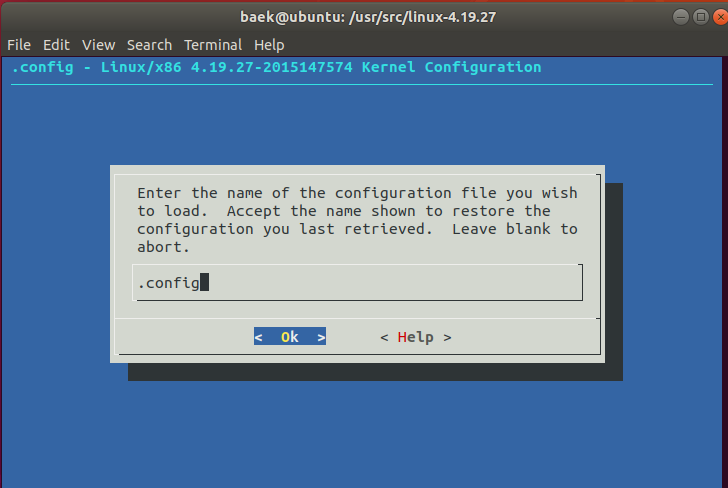 baek@ubuntu: /usr/src/linux-4.19.27
File Edit View Search Terminal Help
.config - Linux/x86 4.19.27-2015147574 Kernel Configuration
Enter the name of the configuration file you wish
to load.  Accept the name shown to restore the
configuration you last retrieved.  Leave blank to
abort.
.config
<  Ok  > < Help >